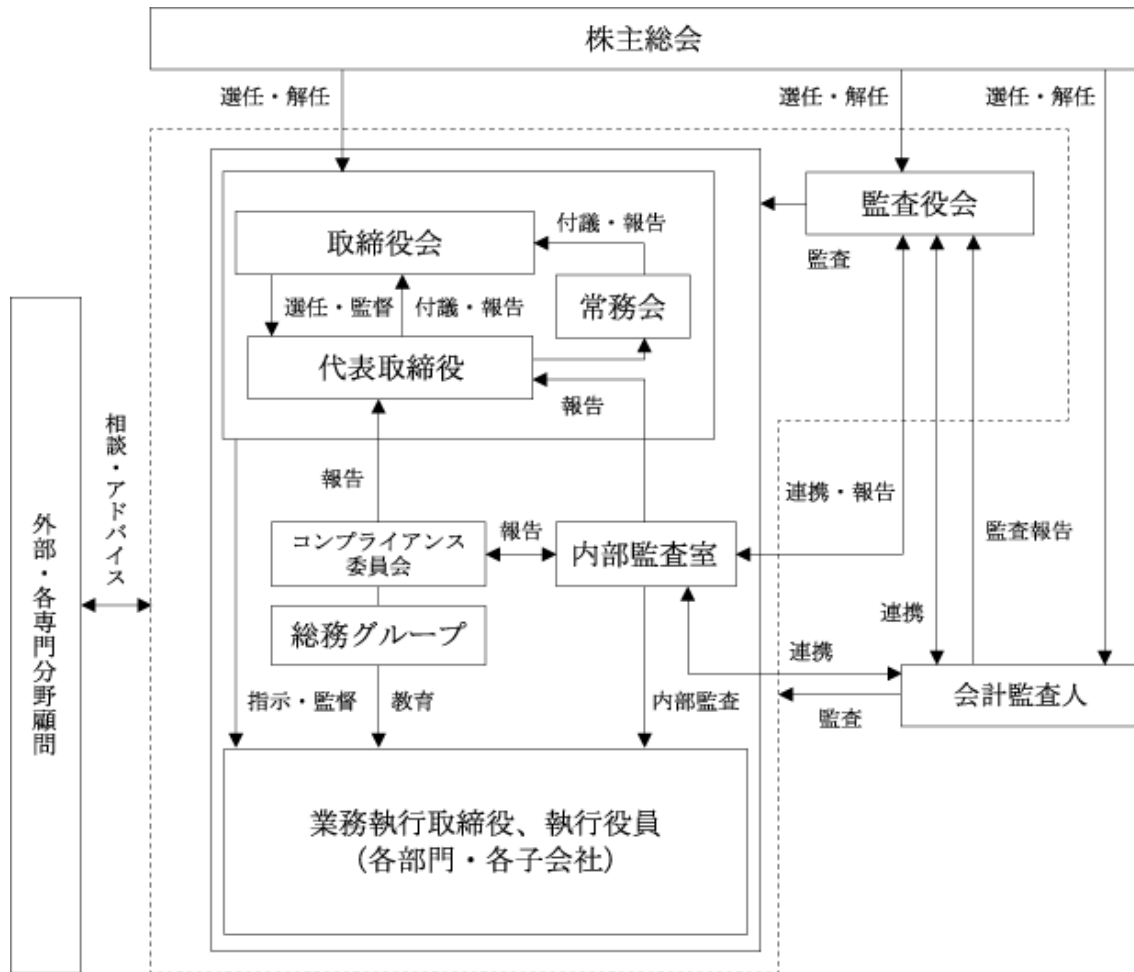 株主総会
選任・解任
選任・解任
選任・解任
監査役会
取締役会
付議・報告
監査
選任・監督
付議・報告
常務会
代表取締役
報告
相談・アドバイス
報告
連携・報告
外部・各専門分野顧問
コンプライアンス
委員会
報告
内部監査室
監査報告
総務グループ
連携
連携
会計監査人
指示・監督
教育
内部監査
監査
業務執行取締役、執行役員
(各部門・各子会社)